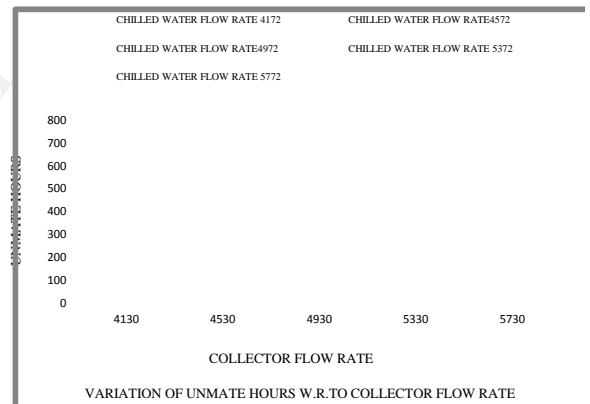 CHILLED WATER FLOW RATE 4172 CHILLED WATER FLOW RATE4572
CHILLED WATER FLOW RATE4972 CHILLED WATER FLOW RATE 5372
CHILLED WATER FLOW RATE 5772
800
700
600
500
400
300
200
100
0
UNMATE HOURS
4130 4530 4930 5330 5730
COLLECTOR FLOW RATE
VARIATION OF UNMATE HOURS W.R.TO COLLECTOR FLOW RATE